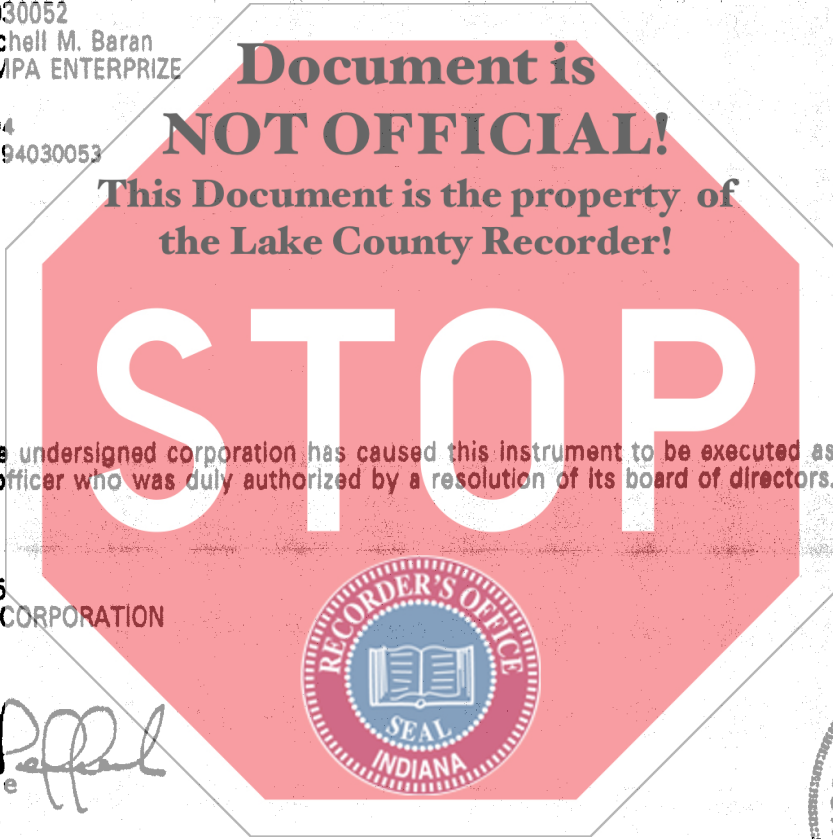 30052
chell M. Baran
MPA ENTERPRIZE
Document is
NOT OFFICIAL!
4
94030053
This Document is the property of
the Lake County Recorder!
STOP
e undersigned corporation has caused this instrument to be executed as
officer who was duly authorized by a resolution of its board of directors.
CORPORATION
RECORDER'S OFFICE
SEAL
INDIANA
e